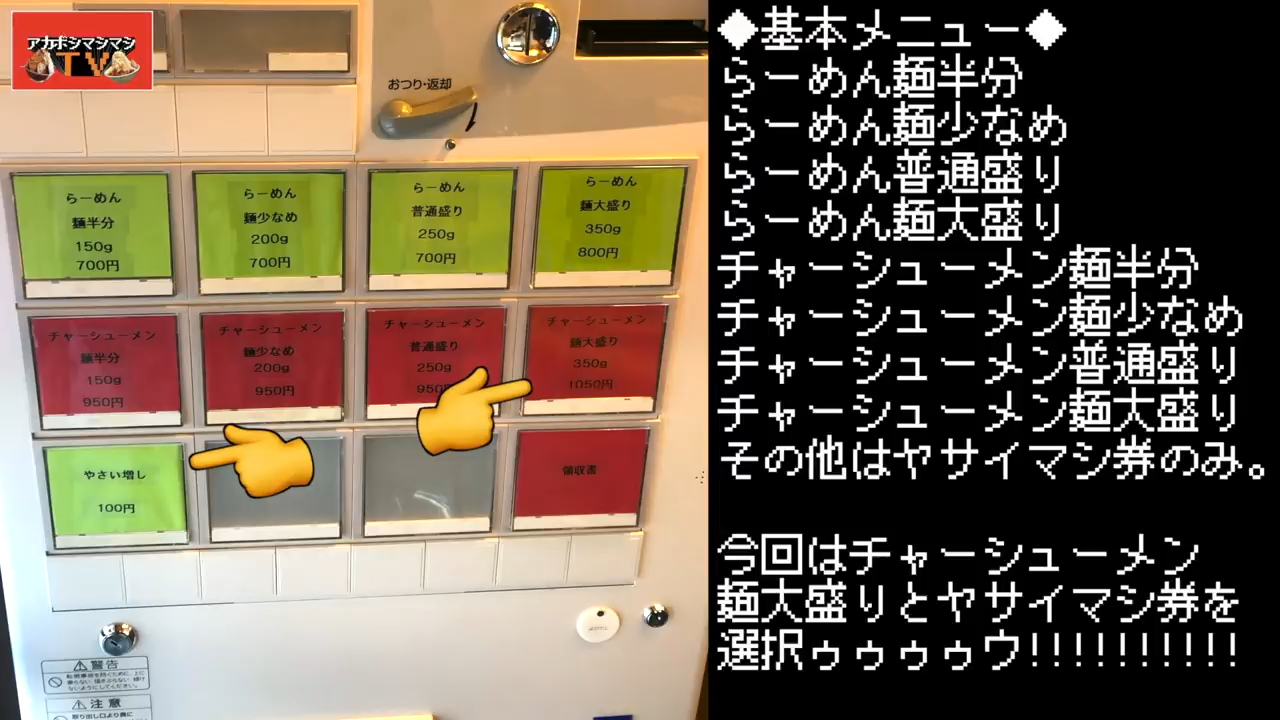 アカホシマシマシ
TV
おつり・返却
らーめん
麺半分
150g
700円
らーめん
麺少なめ
200g
700円
らーめん
普通盛り
250g
700円
らーめん
麺大盛り
350g
800円
チャーシューメン
麺半分
150g
950円
チャーシューメン
麺少なめ
200g
950円
チャーシューメン
普通盛り
250g
950
チャーシューメン
麺大盛り
350g
1050円
やさい増し
100円
領収書
警告
注意
◆基本メニュー◆
らーめん麺半分
らーめん麺少なめ
らーめん普通盛り
らーめん麺大盛り
チャーシューメン麺半分
チャーシューメン麺少なめ
チャーシューメン普通盛り
チャーシューメン麺大盛り
その他はヤサイマシ券のみ。
今回はチャーシューメン
麺大盛りとヤサイマシ券を
選択ゥゥゥゥウ!!!!!!!!!!